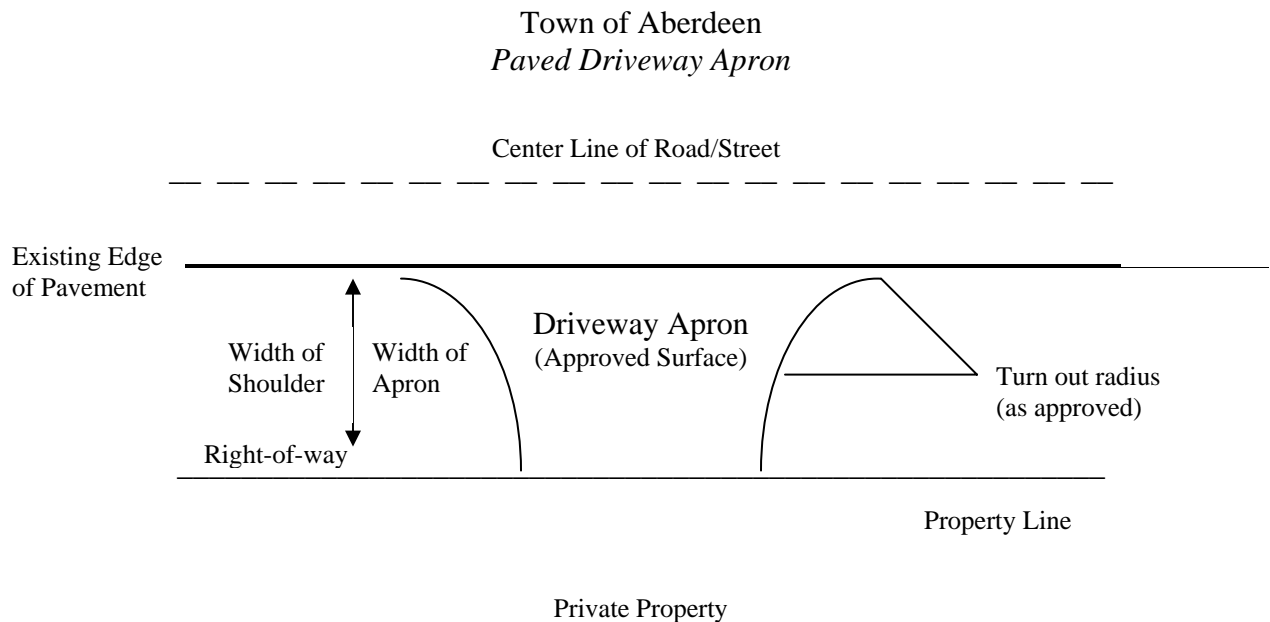 Town of Aberdeen
Paved Driveway Apron
Center Line of Road/Street
Existing Edge
of Pavement
Driveway Apron
(Approved Surface)
Width of
Shoulder
Width of
Apron
Turn out radius
(as approved)
Right-of-way
Property Line
Private Property